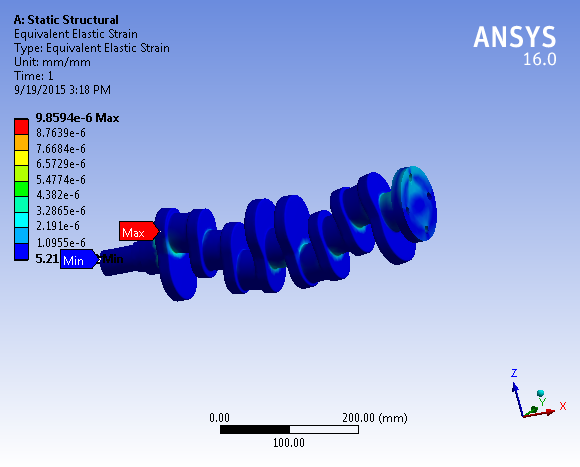 A: Static Structural
Equivalent Elastic Strain
Type: Equivalent Elastic Strain
Unit: mm/mm
Time: 1
9/19/2015 3:18 PM
ANSYS
16.0
9.8594e-6 Max
8.7639e-6
7.6684e-6
6.5729e-6
5.4774e-6
4.382e-6
3.2865e-6
2.191e-6
1.0955e-6
5.21
Max
Min
Z
Y
X
0.00
200.00 (mm)
100.00